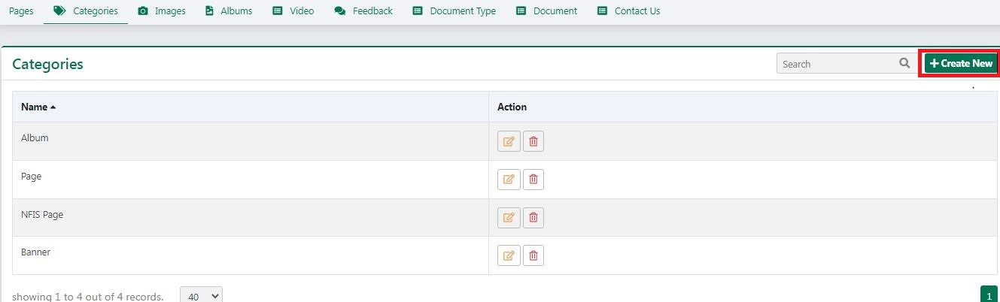 Pages Categories Images Albums Video Feedback Document Type Document Contact Us
Categories Search Create New
Name Action
Album
Page
NFIS Page
Banner
showing 1 to 4 out of 4 records. 40 1